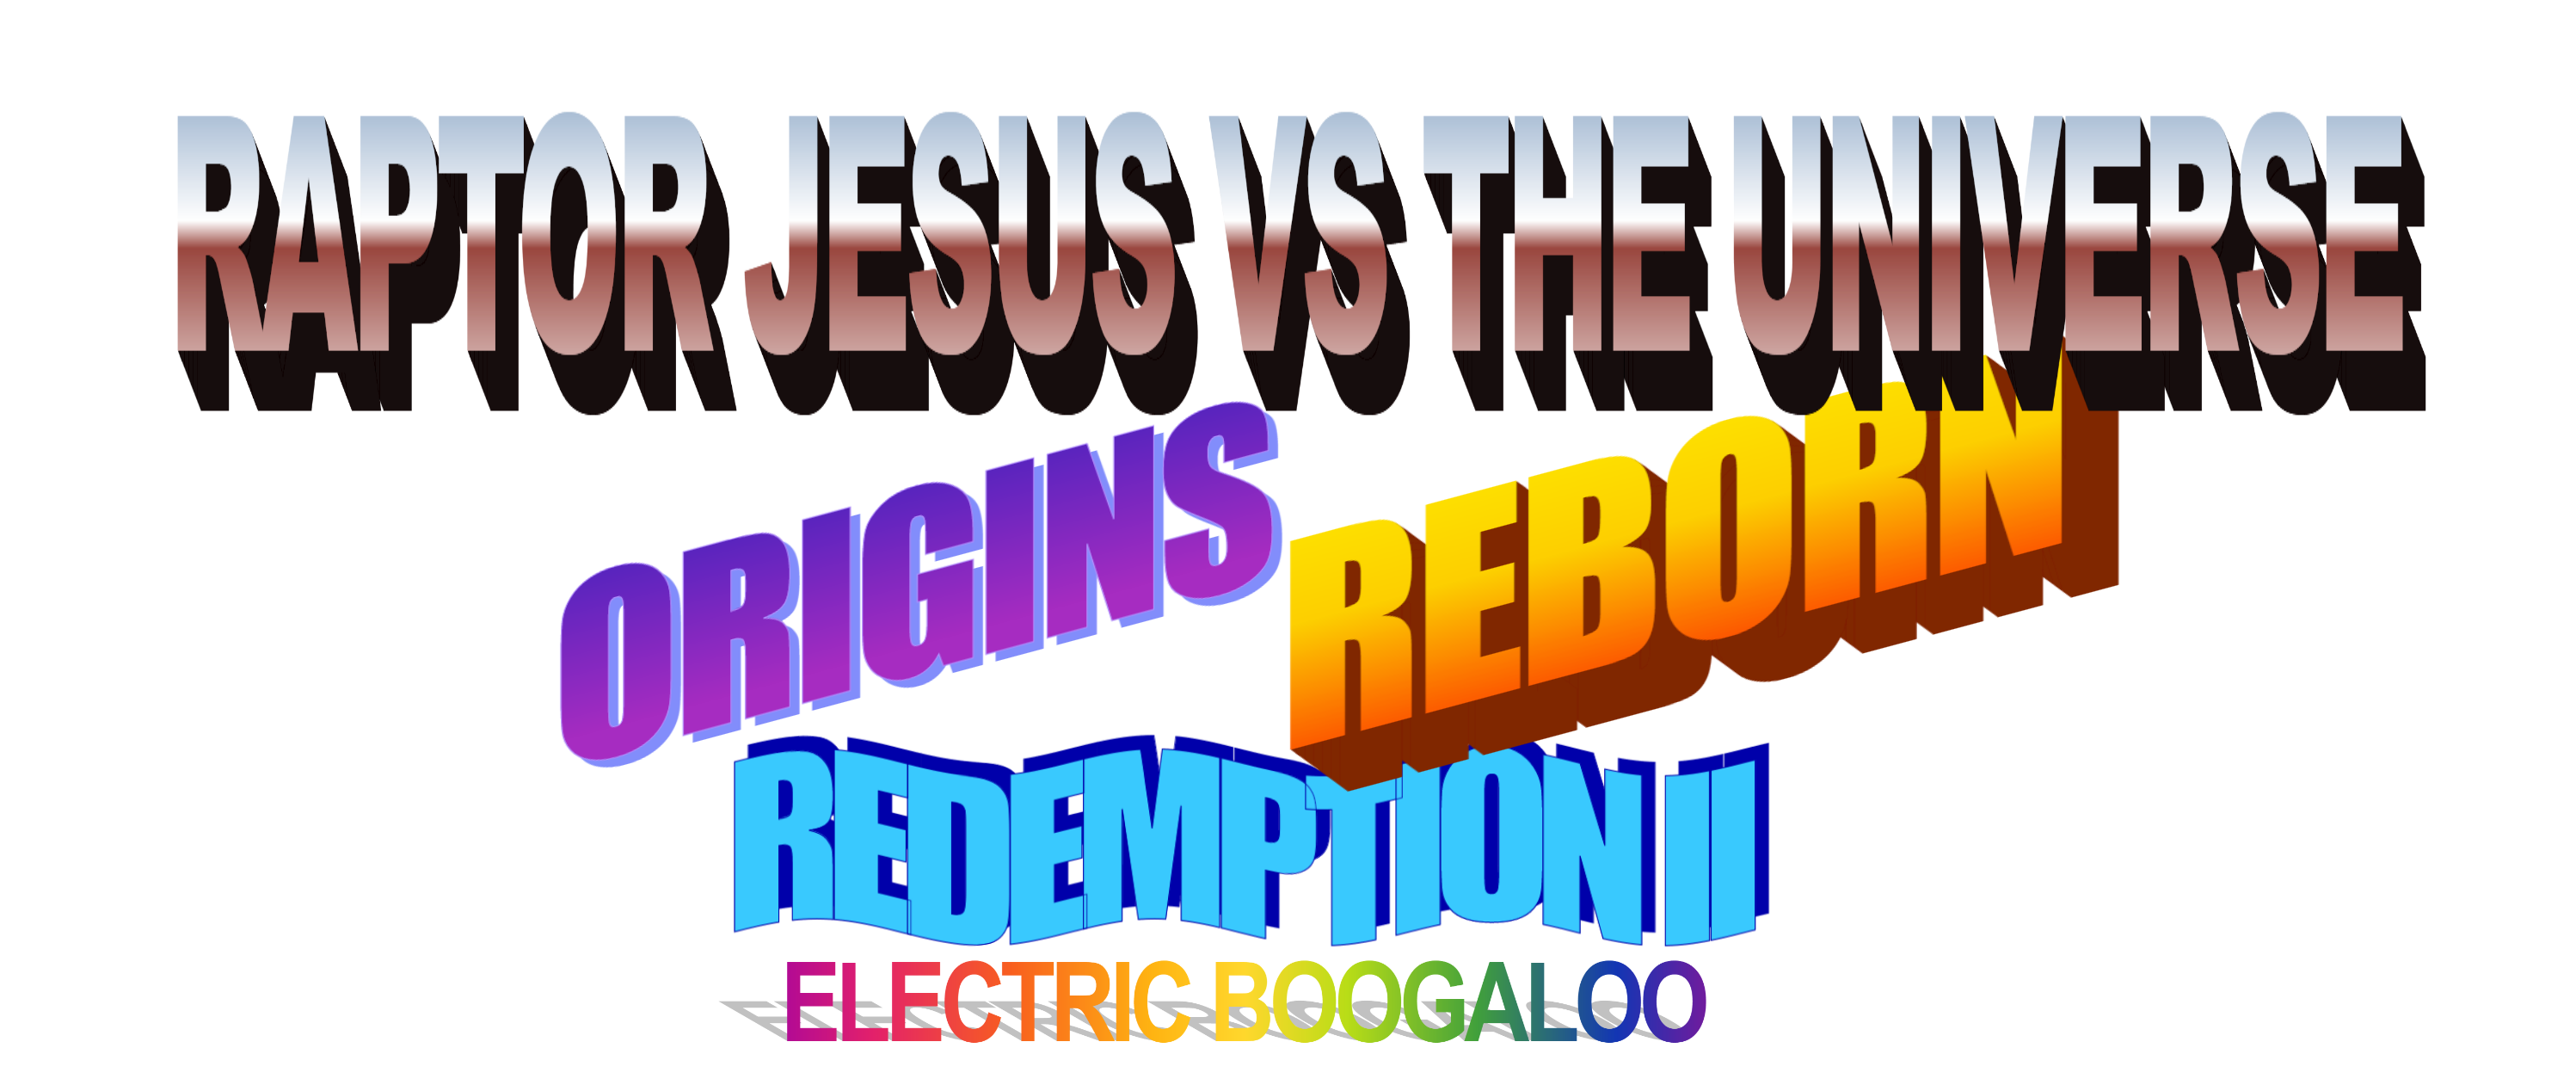 RAPTOR JESUS VS THE UNIVERSE
ORIGINS REBORN
REDEMPTION II
ELECTRIC BOOGALOO